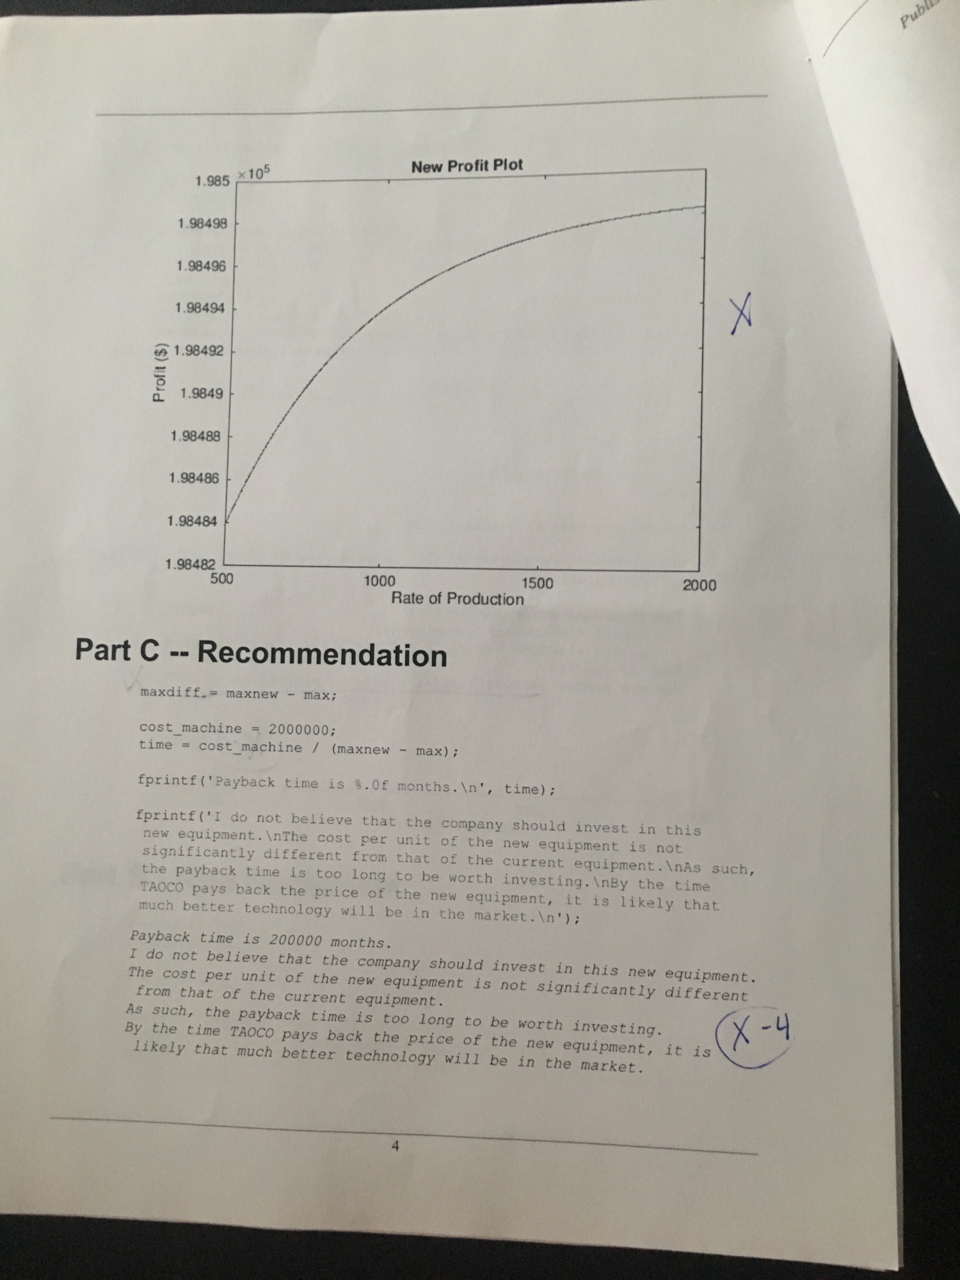 Publi
New Profit Plot
×10^5
1.985
1.98498
1.98496
1.98494
1.98492
1.9849
1.98488
1.98486
1.98484
1.98482
Profit ($)
500 1000 1500 2000
Rate of Production
X
Part C -- Recommendation
maxdiff = maxnew - max;
cost_machine = 2000000;
time = cost_machine / (maxnew - max);
fprintf('Payback time is %.0f months.\n', time);
fprintf('I do not believe that the company should invest in this
new equipment.\nThe cost per unit of the new equipment is not
significantly different from that of the current equipment.\nAs such,
the payback time is too long to be worth investing.\nBy the time
TAOCO pays back the price of the new equipment, it is likely that
much better technology will be in the market.\n');
Payback time is 200000 months.
I do not believe that the company should invest in this new equipment.
The cost per unit of the new equipment is not significantly different
from that of the current equipment.
As such, the payback time is too long to be worth investing.
By the time TAOCO pays back the price of the new equipment, it is
likely that much better technology will be in the market.
X -4
4